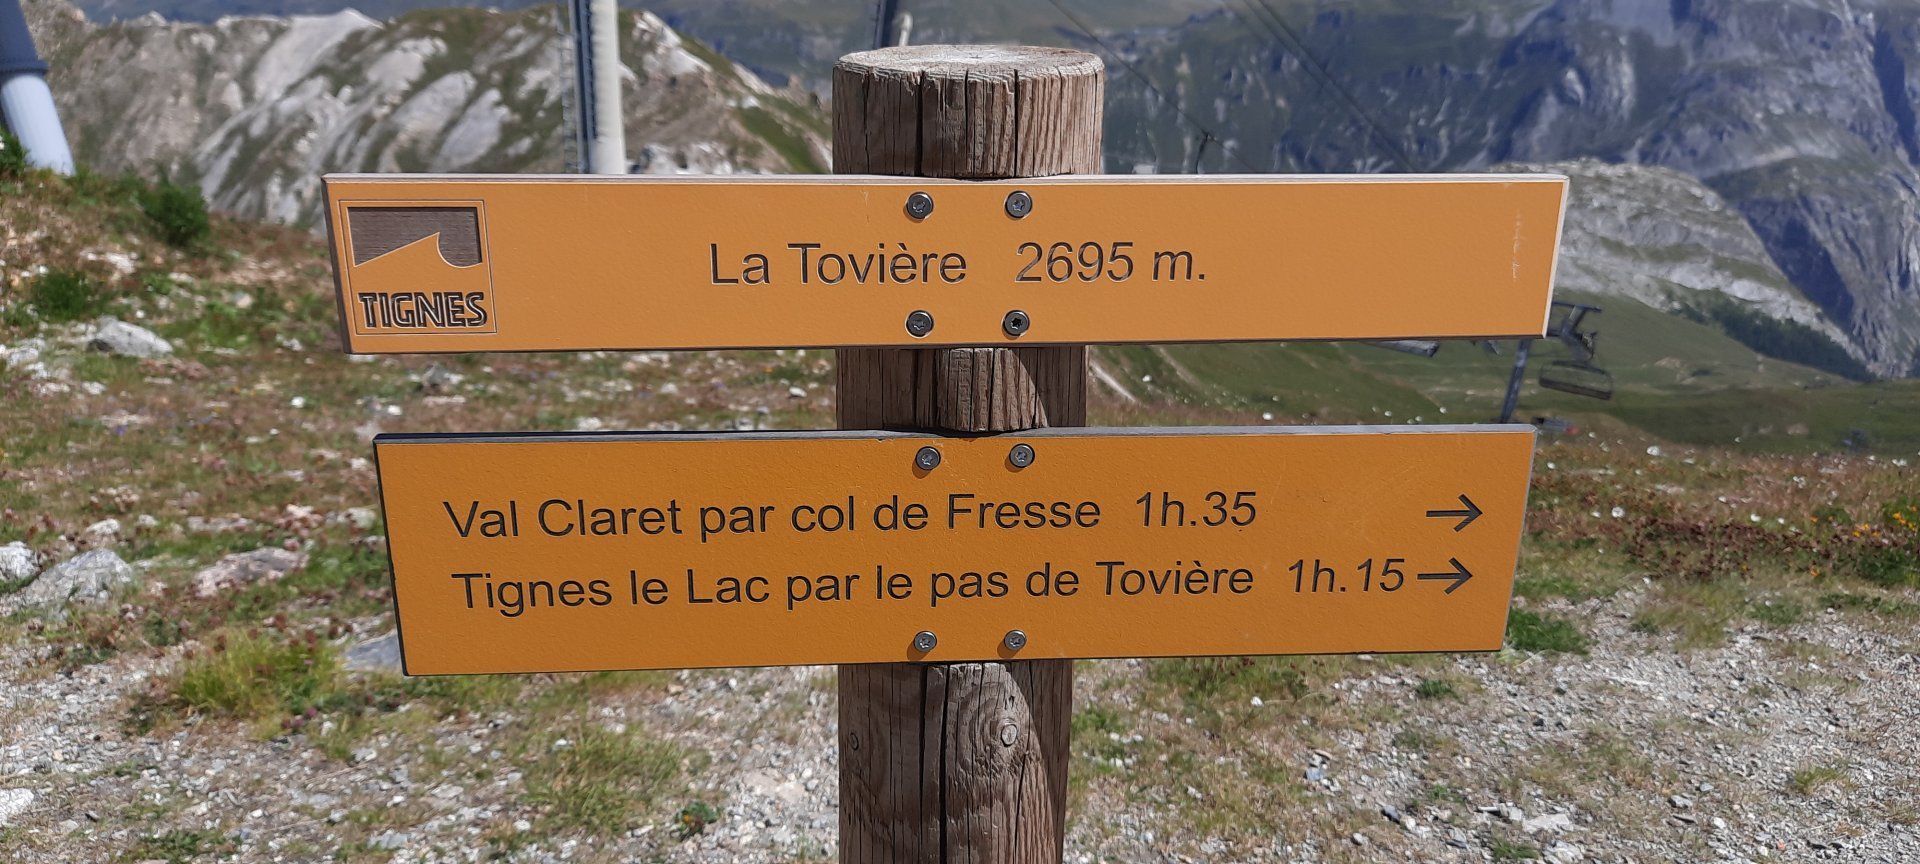 TIGNES
La Tovière 2695 m.
Val Claret par col de Fresse 1h.35 →
Tignes le Lac par le pas de Tovière 1h.15 →